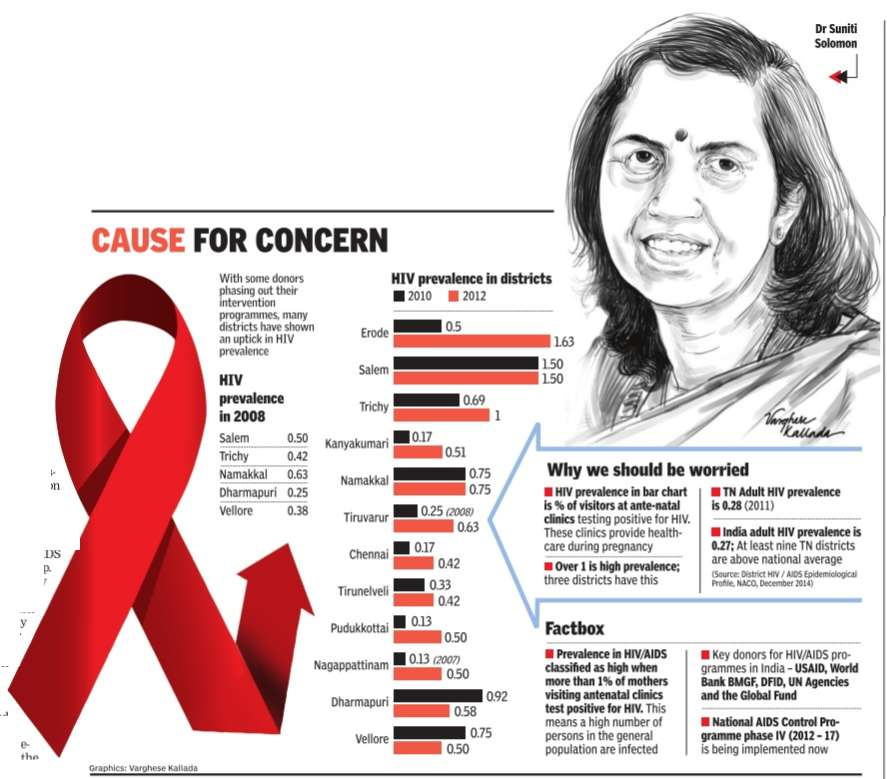 Dr Suniti
Solomon
CAUSE FOR CONCERN
With some donors
phasing out their
intervention
programmes, many
districts have shown
an uptick in HIV
prevalence
HIV
prevalence
in 2008
Salem 0.50
Trichy 0.42
Namakkal 0.63
Dharmapuri 0.25
Vellore 0.38
HIV prevalence in districts
2010 2012
Erode 0.5
1.63
Salem 1.50
1.50
Trichy 0.69
1
Kanyakumari 0.17
0.51
Namakkal 0.75
0.75
Tiruvarur 0.25 (2008)
0.63
Chennai 0.17
0.42
Tirunelveli 0.33
0.42
Pudukkottai 0.13
0.50
Nagappattinam 0.13 (2007)
0.50
Dharmapuri 0.92
0.58
Vellore 0.75
0.50
Varghese
Kallada
Why we should be worried
HIV prevalence in bar chart
is % of visitors at ante-natal
clinics testing positive for HIV.
These clinics provide health-
care during pregnancy
Over 1 is high prevalence;
three districts have this
TN Adult HIV prevalence
is 0.28 (2011)
India adult HIV prevalence is
0.27; At least nine TN districts
are above national average
(Source: District HIV / AIDS Epidemiological
Profile, NACO, December 2014)
Factbox
Prevalence in HIV/AIDS
classified as high when
more than 1% of mothers
visiting antenatal clinics
test positive for HIV. This
means a high number of
persons in the general
population are infected
Key donors for HIV/AIDS pro-
grammes in India – USAID, World
Bank BMGF, DFID, UN Agencies
and the Global Fund
National AIDS Control Pro-
gramme phase IV (2012 – 17)
is being implemented now
on
IDS
p.
y
e-
the
Graphics: Varghese Kallada